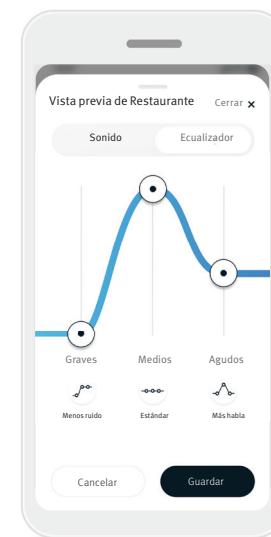 Vista previa de Restaurante Cerrar ×
Sonido Ecualizador
Graves Medios Agudos
Menos ruido Estándar Más habla
Cancelar Guardar